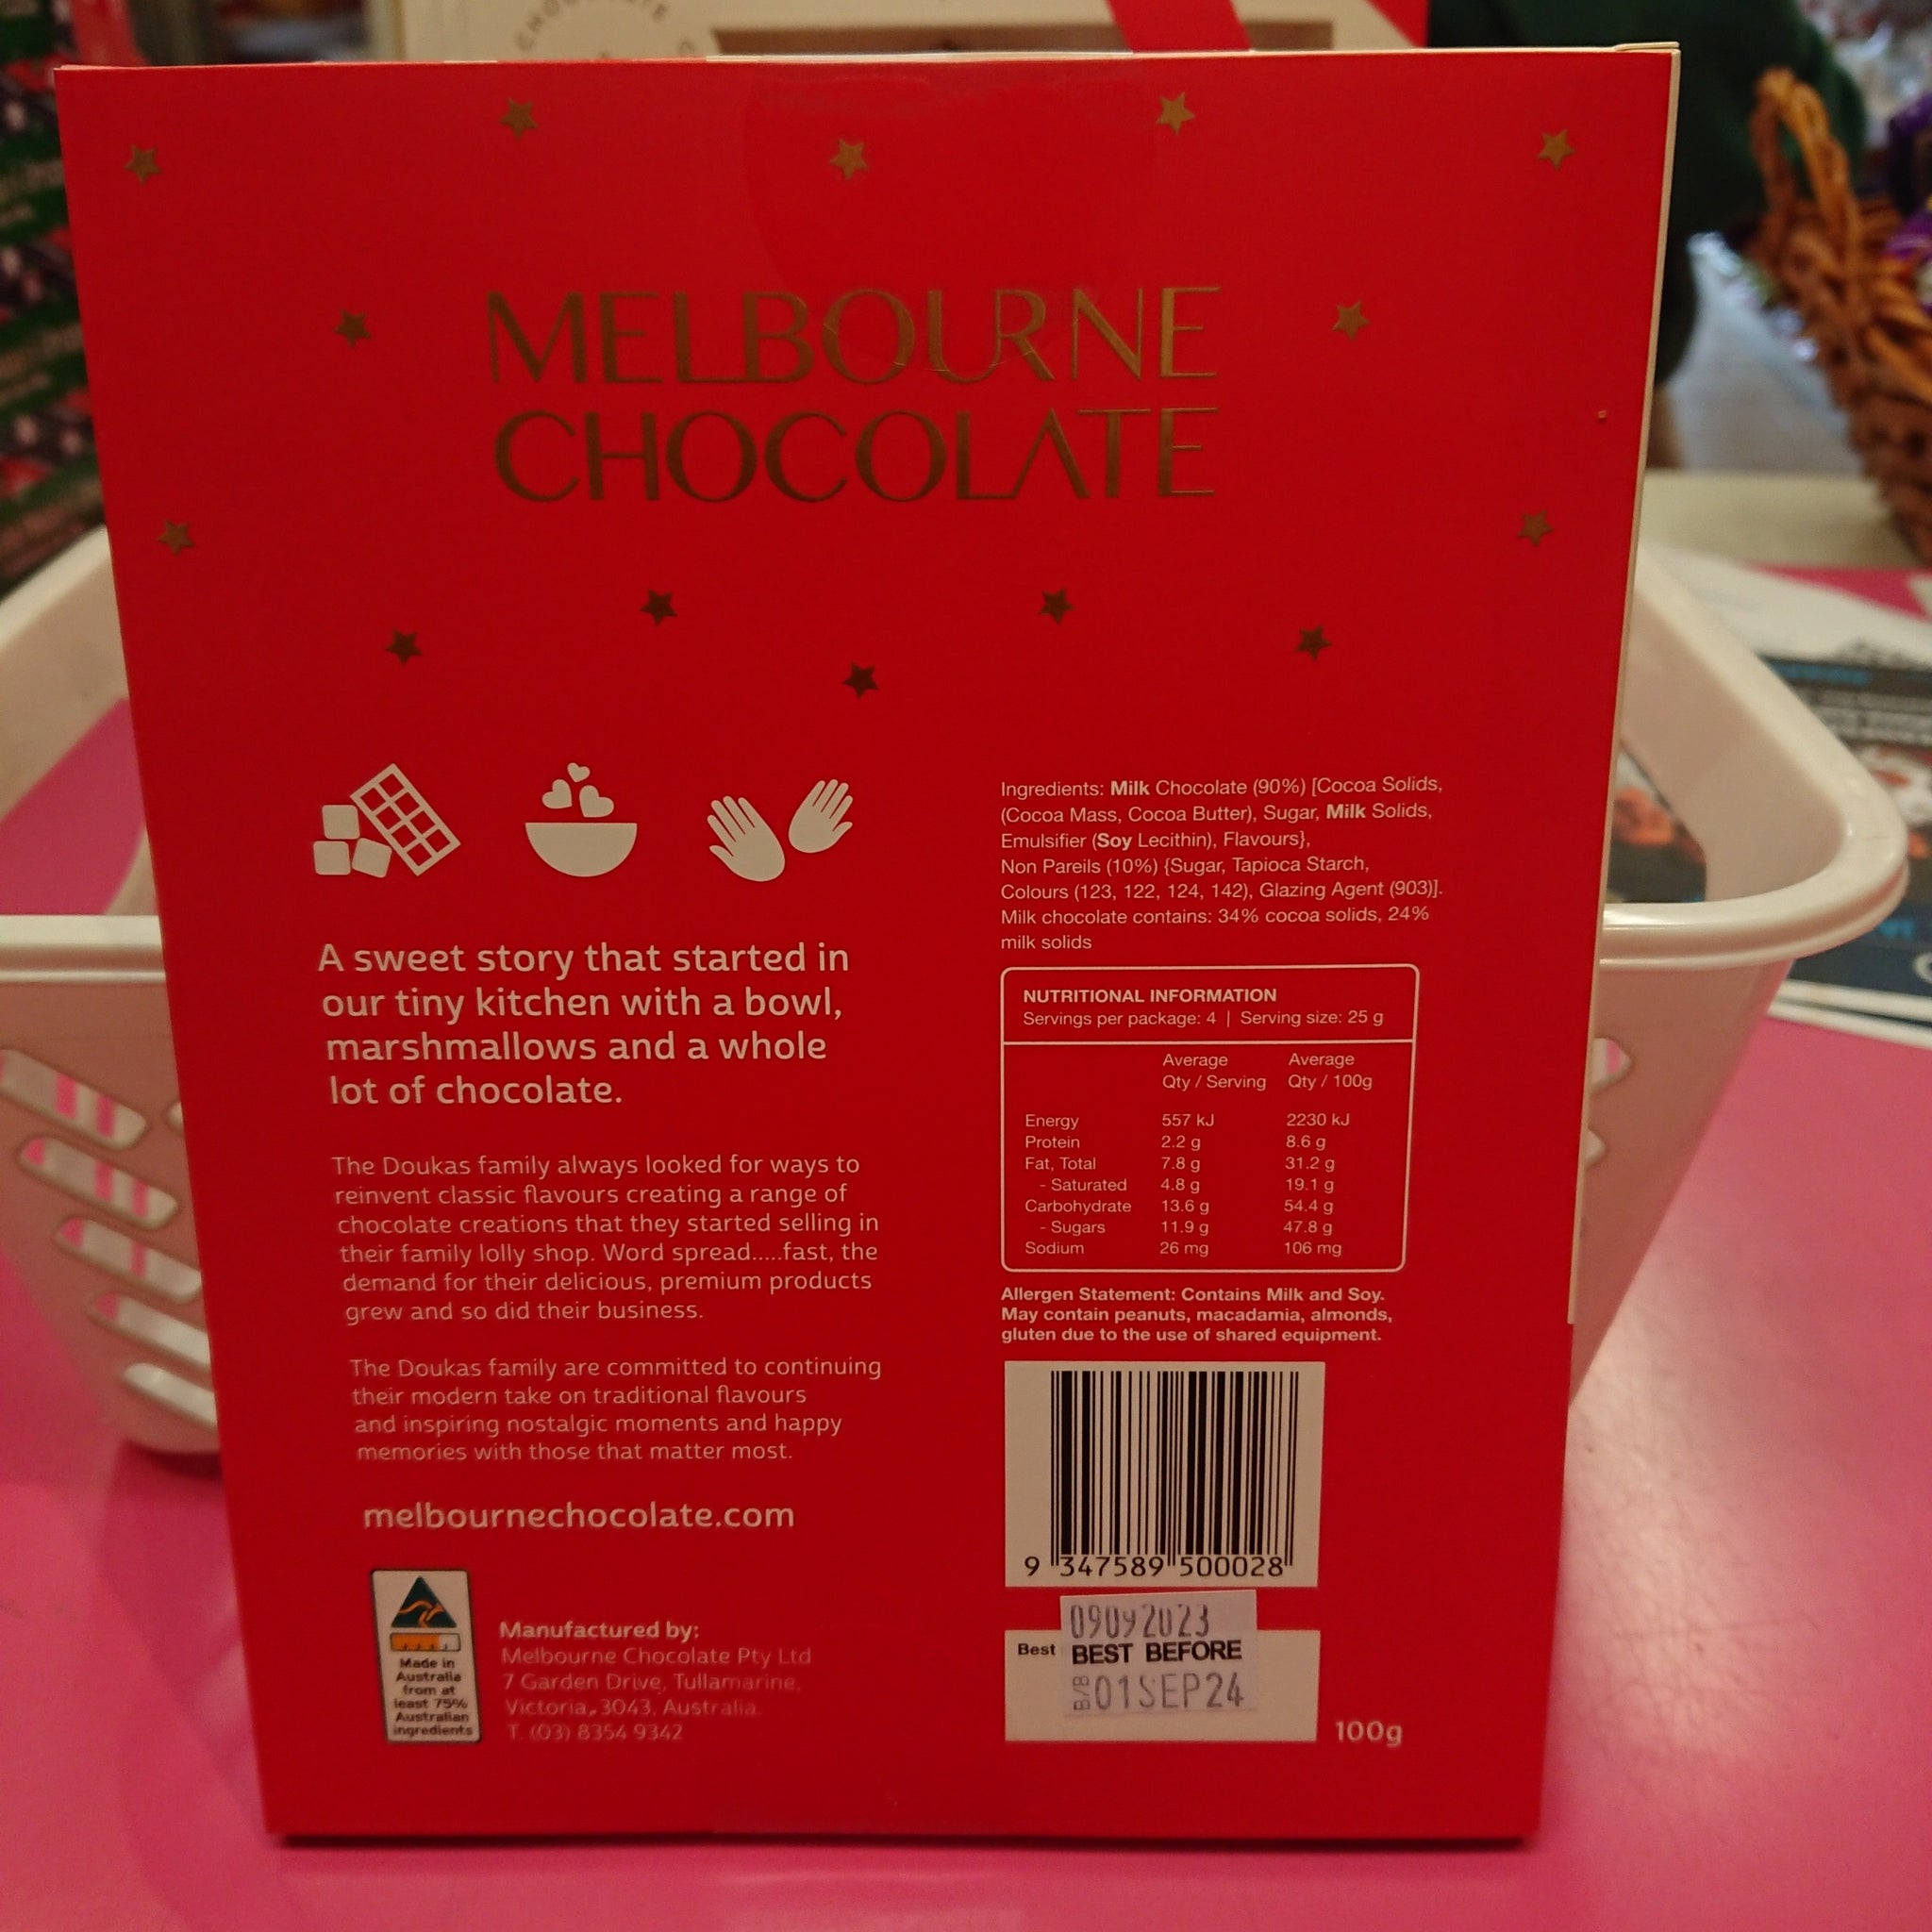 CHOCOLATE
MELBOURNE
CHOCOLATE
A sweet story that started in
our tiny kitchen with a bowl,
marshmallows and a whole
lot of chocolate.
The Doukas family always looked for ways to
reinvent classic flavours creating a range of
chocolate creations that they started selling in
their family lolly shop. Word spread.....fast, the
demand for their delicious, premium products
grew and so did their business.
The Doukas family are committed to continuing
their modern take on traditional flavours
and inspiring nostalgic moments and happy
memories with those that matter most.
melbournechocolate.com
Made in
Australia
from at
least 75%
Australian
ingredients
Manufactured by:
Melbourne Chocolate Pty Ltd
7 Garden Drive, Tullamarine,
Victoria, 3043, Australia.
T. (03) 8354 9342
Ingredients: Milk Chocolate (90%) [Cocoa Solids,
(Cocoa Mass, Cocoa Butter), Sugar, Milk Solids,
Emulsifier (Soy Lecithin), Flavours},
Non Pareils (10%) {Sugar, Tapioca Starch,
Colours (123, 122, 124, 142), Glazing Agent (903)].
Milk chocolate contains: 34% cocoa solids, 24%
milk solids
NUTRITIONAL INFORMATION
Servings per package: 4 | Serving size: 25 g
Average Average
Qty / Serving Qty / 100g
Energy 557 kJ 2230 kJ
Protein 2.2 g 8.6 g
Fat, Total 7.8 g 31.2 g
- Saturated 4.8 g 19.1 g
Carbohydrate 13.6 g 54.4 g
- Sugars 11.9 g 47.8 g
Sodium 26 mg 106 mg
Allergen Statement: Contains Milk and Soy.
May contain peanuts, macadamia, almonds,
gluten due to the use of shared equipment.
9 347589 500028
09092023
Best BEST BEFORE
B/B 01SEP24
100g